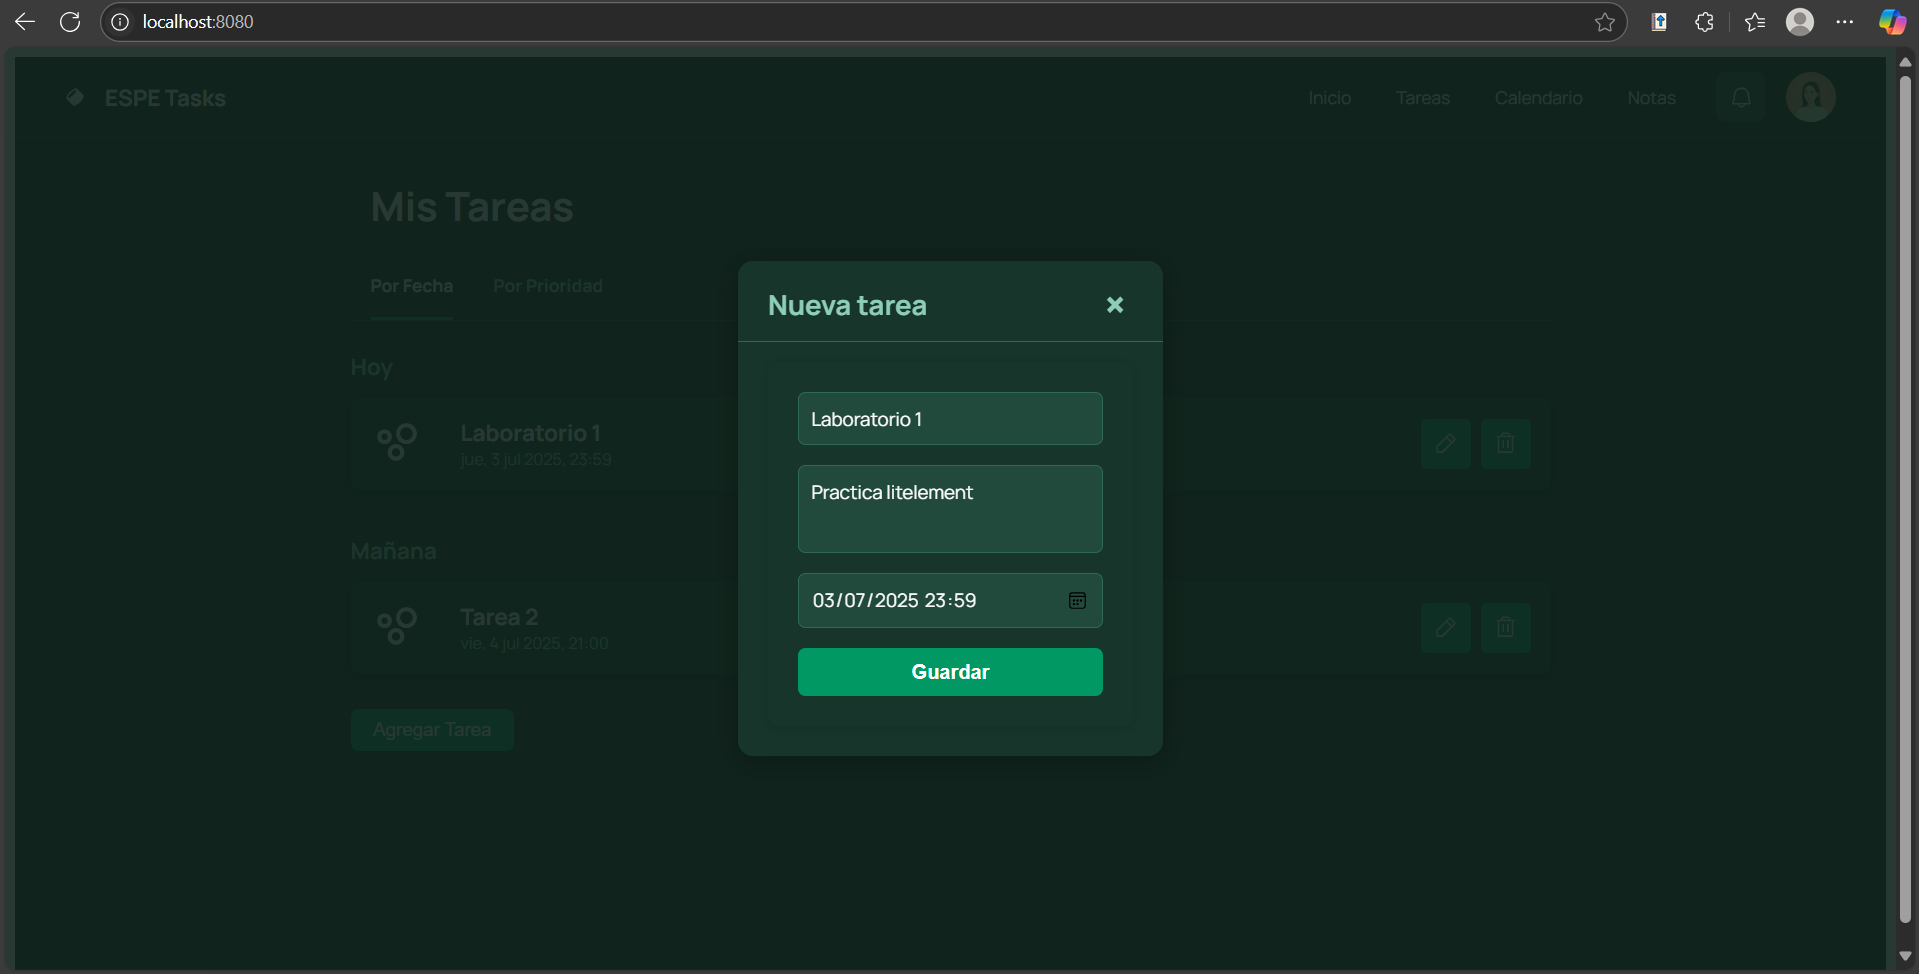 localhost:8080
ESPE Tasks
Inicio
Tareas
Calendario
Notas
Mis Tareas
Por Fecha
Por Prioridad
Hoy
Laboratorio 1
jue, 3 jul 2025, 23:59
Mañana
Tarea 2
vie, 4 jul 2025, 21:00
Agregar Tarea
Nueva tarea
Laboratorio 1
Practica litelement
03/07/2025 23:59
Guardar